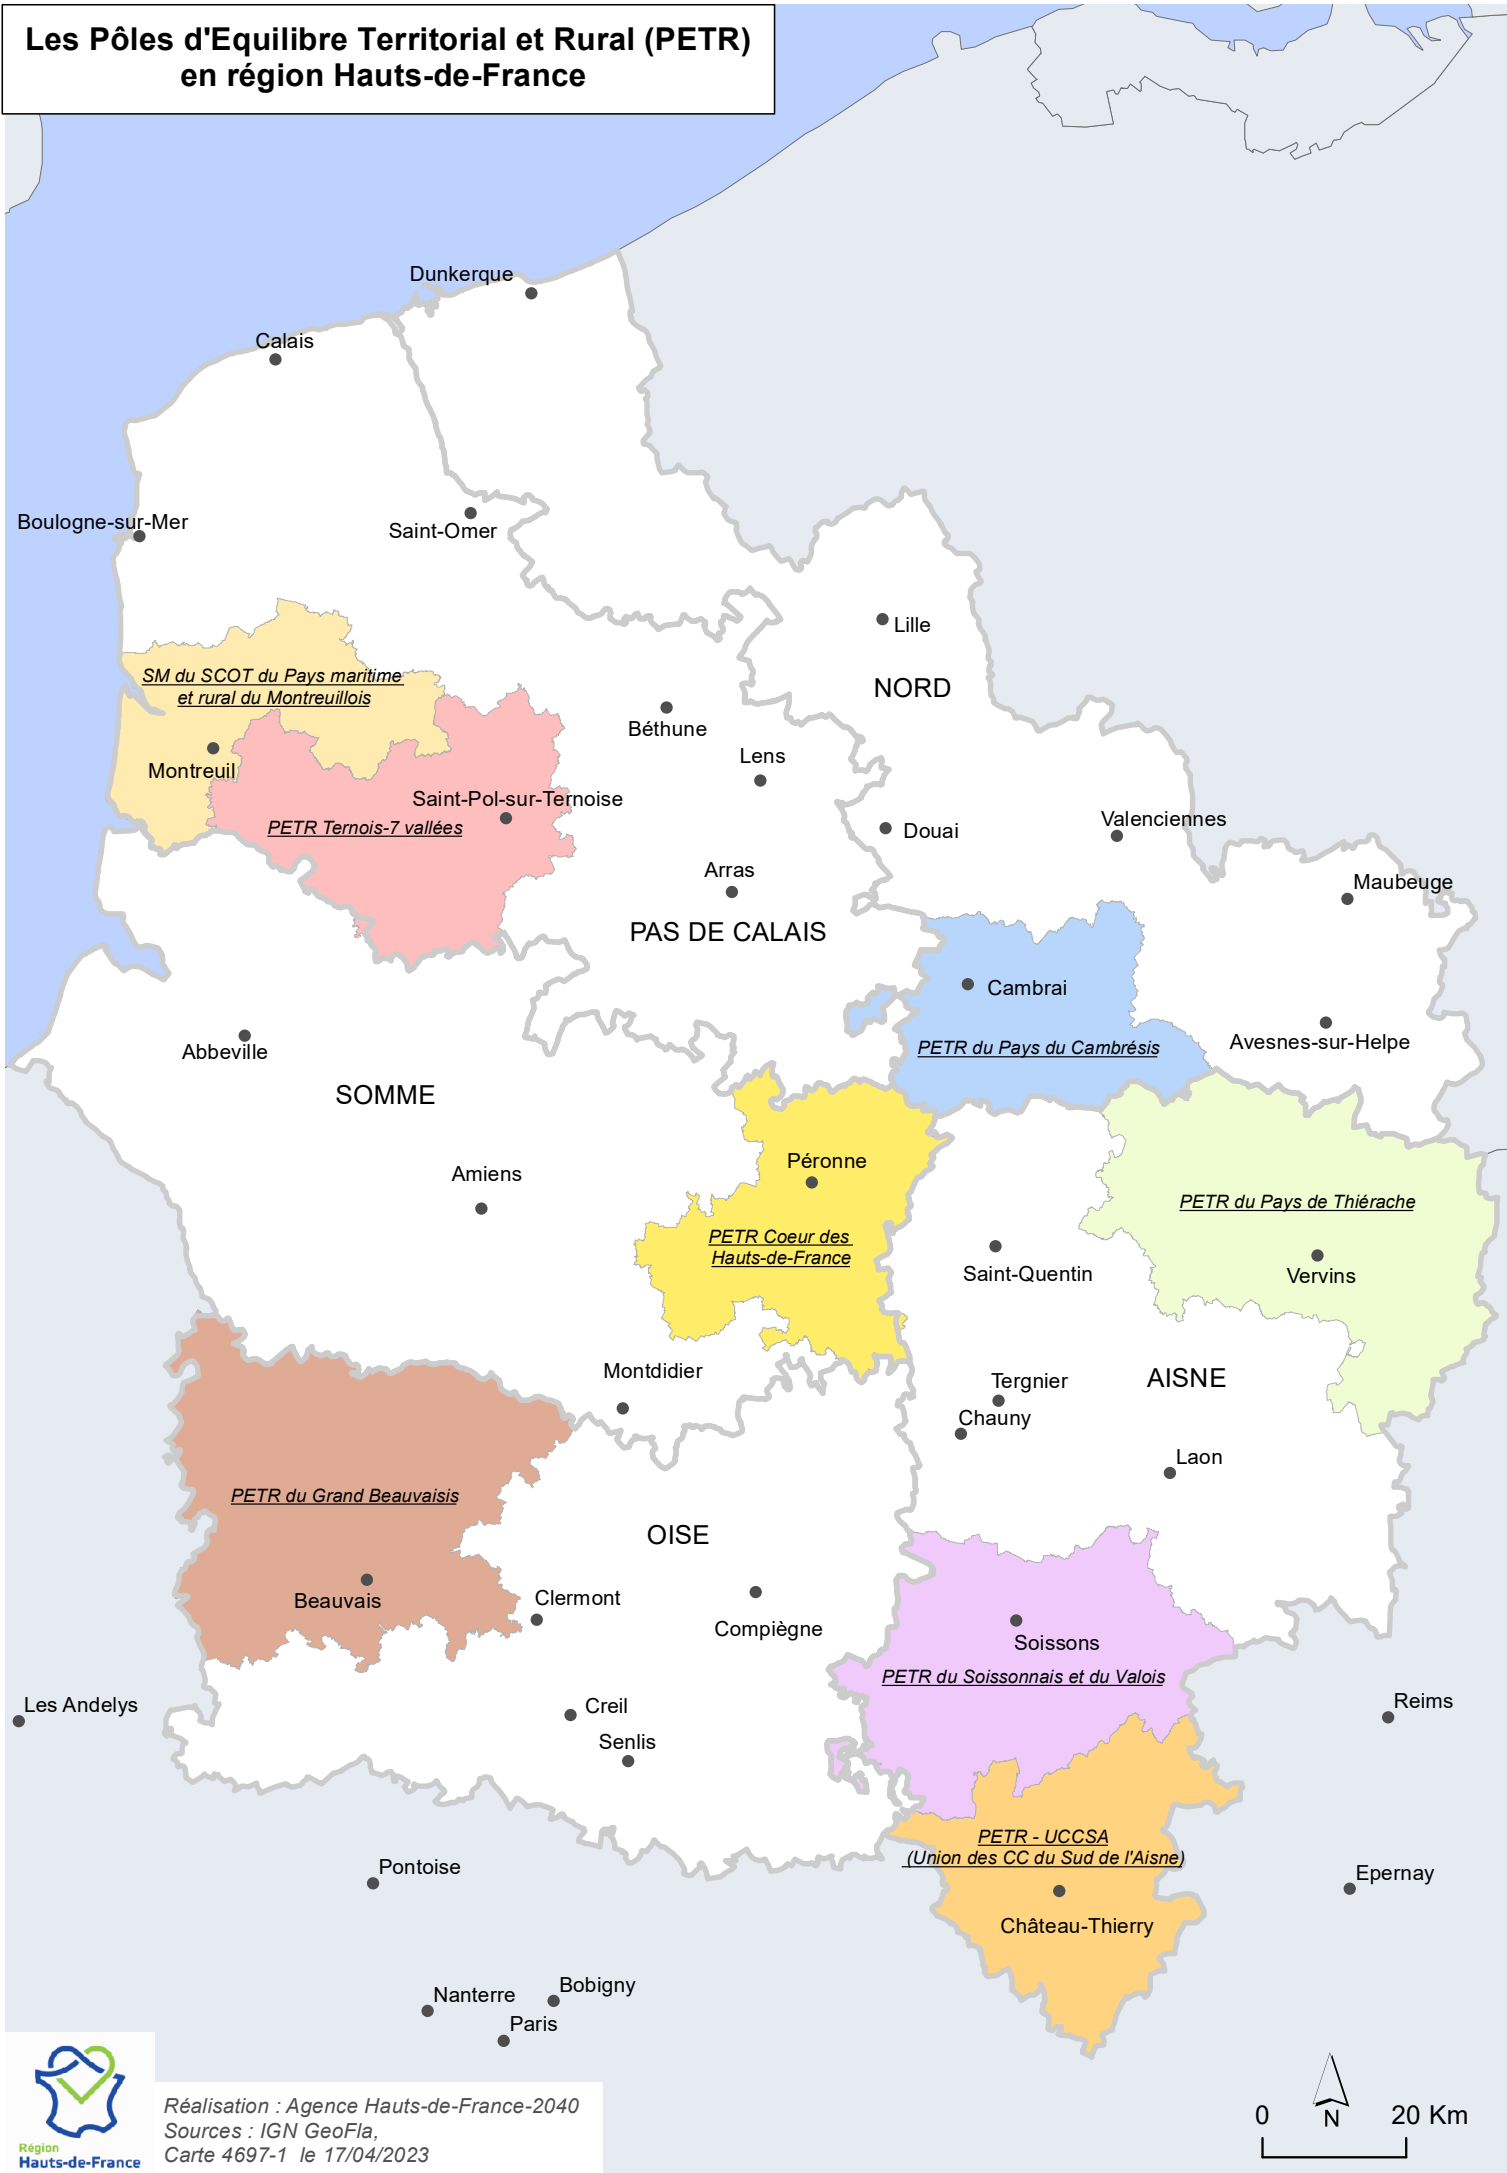 Les Pôles d'Equilibre Territorial et Rural (PETR)
en région Hauts-de-France
Dunkerque
Calais
Boulogne-sur-Mer
Saint-Omer
Lille
SM du SCOT du Pays maritime
et rural du Montreuillois
NORD
Béthune
Lens
Montreuil
Saint-Pol-sur-Ternoise
PETR Ternois-7 vallées
Douai
Valenciennes
Arras
Maubeuge
PAS DE CALAIS
Cambrai
PETR du Pays du Cambrésis
Avesnes-sur-Helpe
Abbeville
SOMME
Amiens
Péronne
PETR Coeur des
Hauts-de-France
PETR du Pays de Thiérache
Saint-Quentin
Vervins
Montdidier
Tergnier
AISNE
Chauny
Laon
PETR du Grand Beauvaisis
OISE
Beauvais
Clermont
Compiègne
Soissons
PETR du Soissonnais et du Valois
Les Andelys
Creil
Reims
Senlis
PETR - UCCSA
(Union des CC du Sud de l'Aisne)
Pontoise
Epernay
Château-Thierry
Nanterre
Bobigny
Paris
Région
Hauts-de-France
Réalisation : Agence Hauts-de-France-2040
Sources : IGN GeoFla,
Carte 4697-1 le 17/04/2023
N
0 20 Km